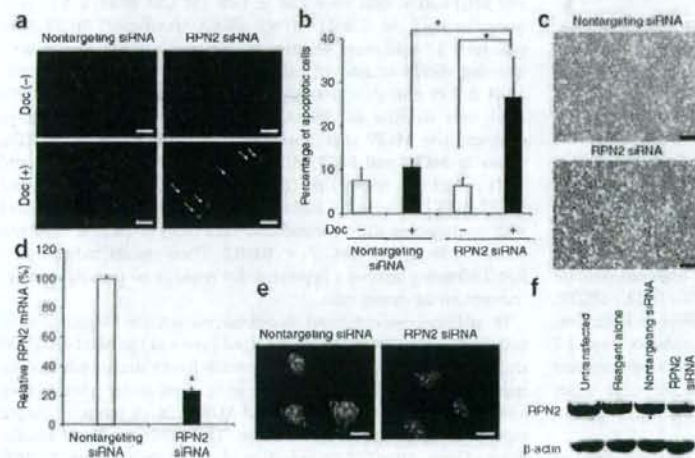 a
Nontargeting siRNA RPN2 siRNA
Doc (–)
Doc (+)
b
Percentage of apoptotic cells
40
30
20
10
0
* *
Doc – + – +
Nontargeting siRNA
RPN2 siRNA
c
Nontargeting siRNA
RPN2 siRNA
d
Relative RPN2 mRNA (%)
120
100
80
60
40
20
0
*
Nontargeting siRNA
RPN2 siRNA
e
Nontargeting siRNA RPN2 siRNA
f
Untransfected
Reagent alone
Nontargeting siRNA
RPN2 siRNA
RPN2
β-actin